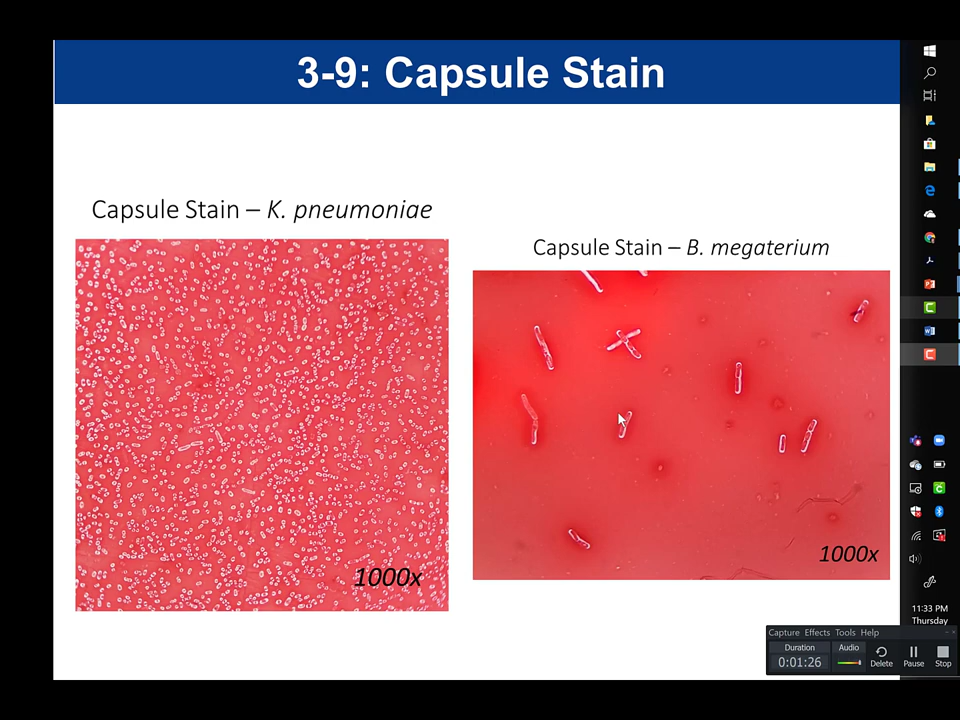 3-9: Capsule Stain
Capsule Stain – K. pneumoniae
Capsule Stain – B. megaterium
1000x
1000x
11:33 PM
Thursday
Capture Effects Tools Help
Duration
0:01:26
Audio
Delete
Pause
Stop